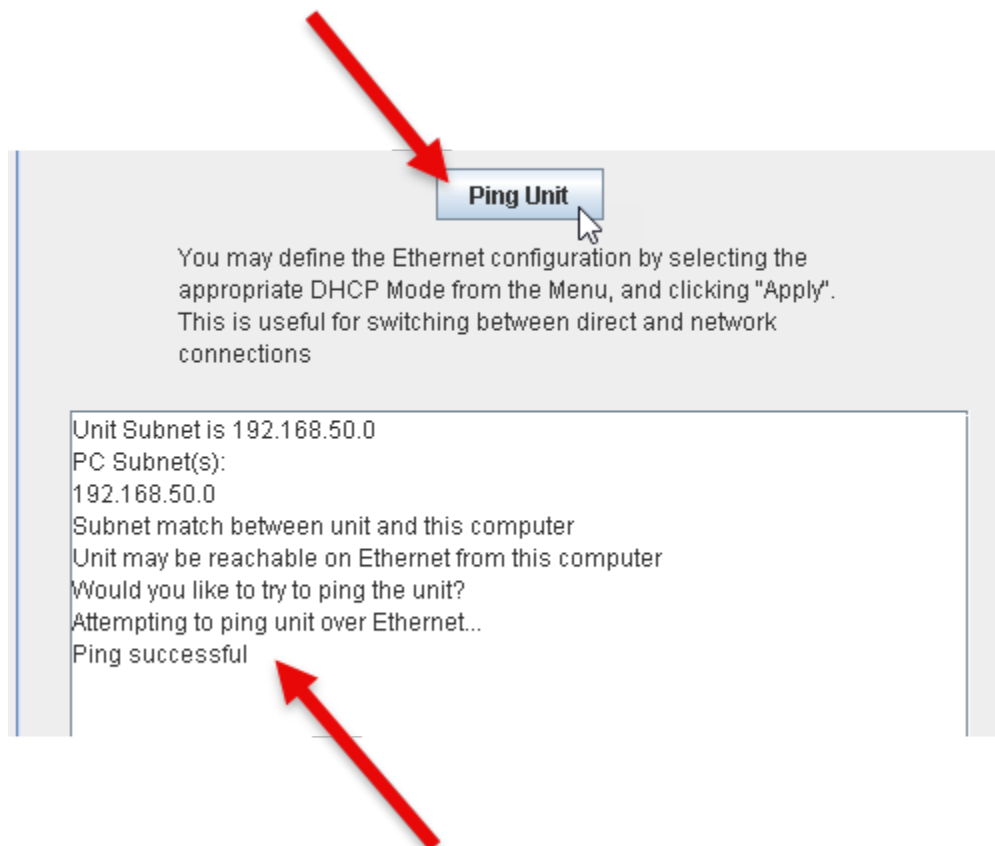 Ping Unit
You may define the Ethernet configuration by selecting the
appropriate DHCP Mode from the Menu, and clicking "Apply".
This is useful for switching between direct and network
connections
Unit Subnet is 192.168.50.0
PC Subnet(s):
192.168.50.0
Subnet match between unit and this computer
Unit may be reachable on Ethernet from this computer
Would you like to try to ping the unit?
Attempting to ping unit over Ethernet...
Ping successful